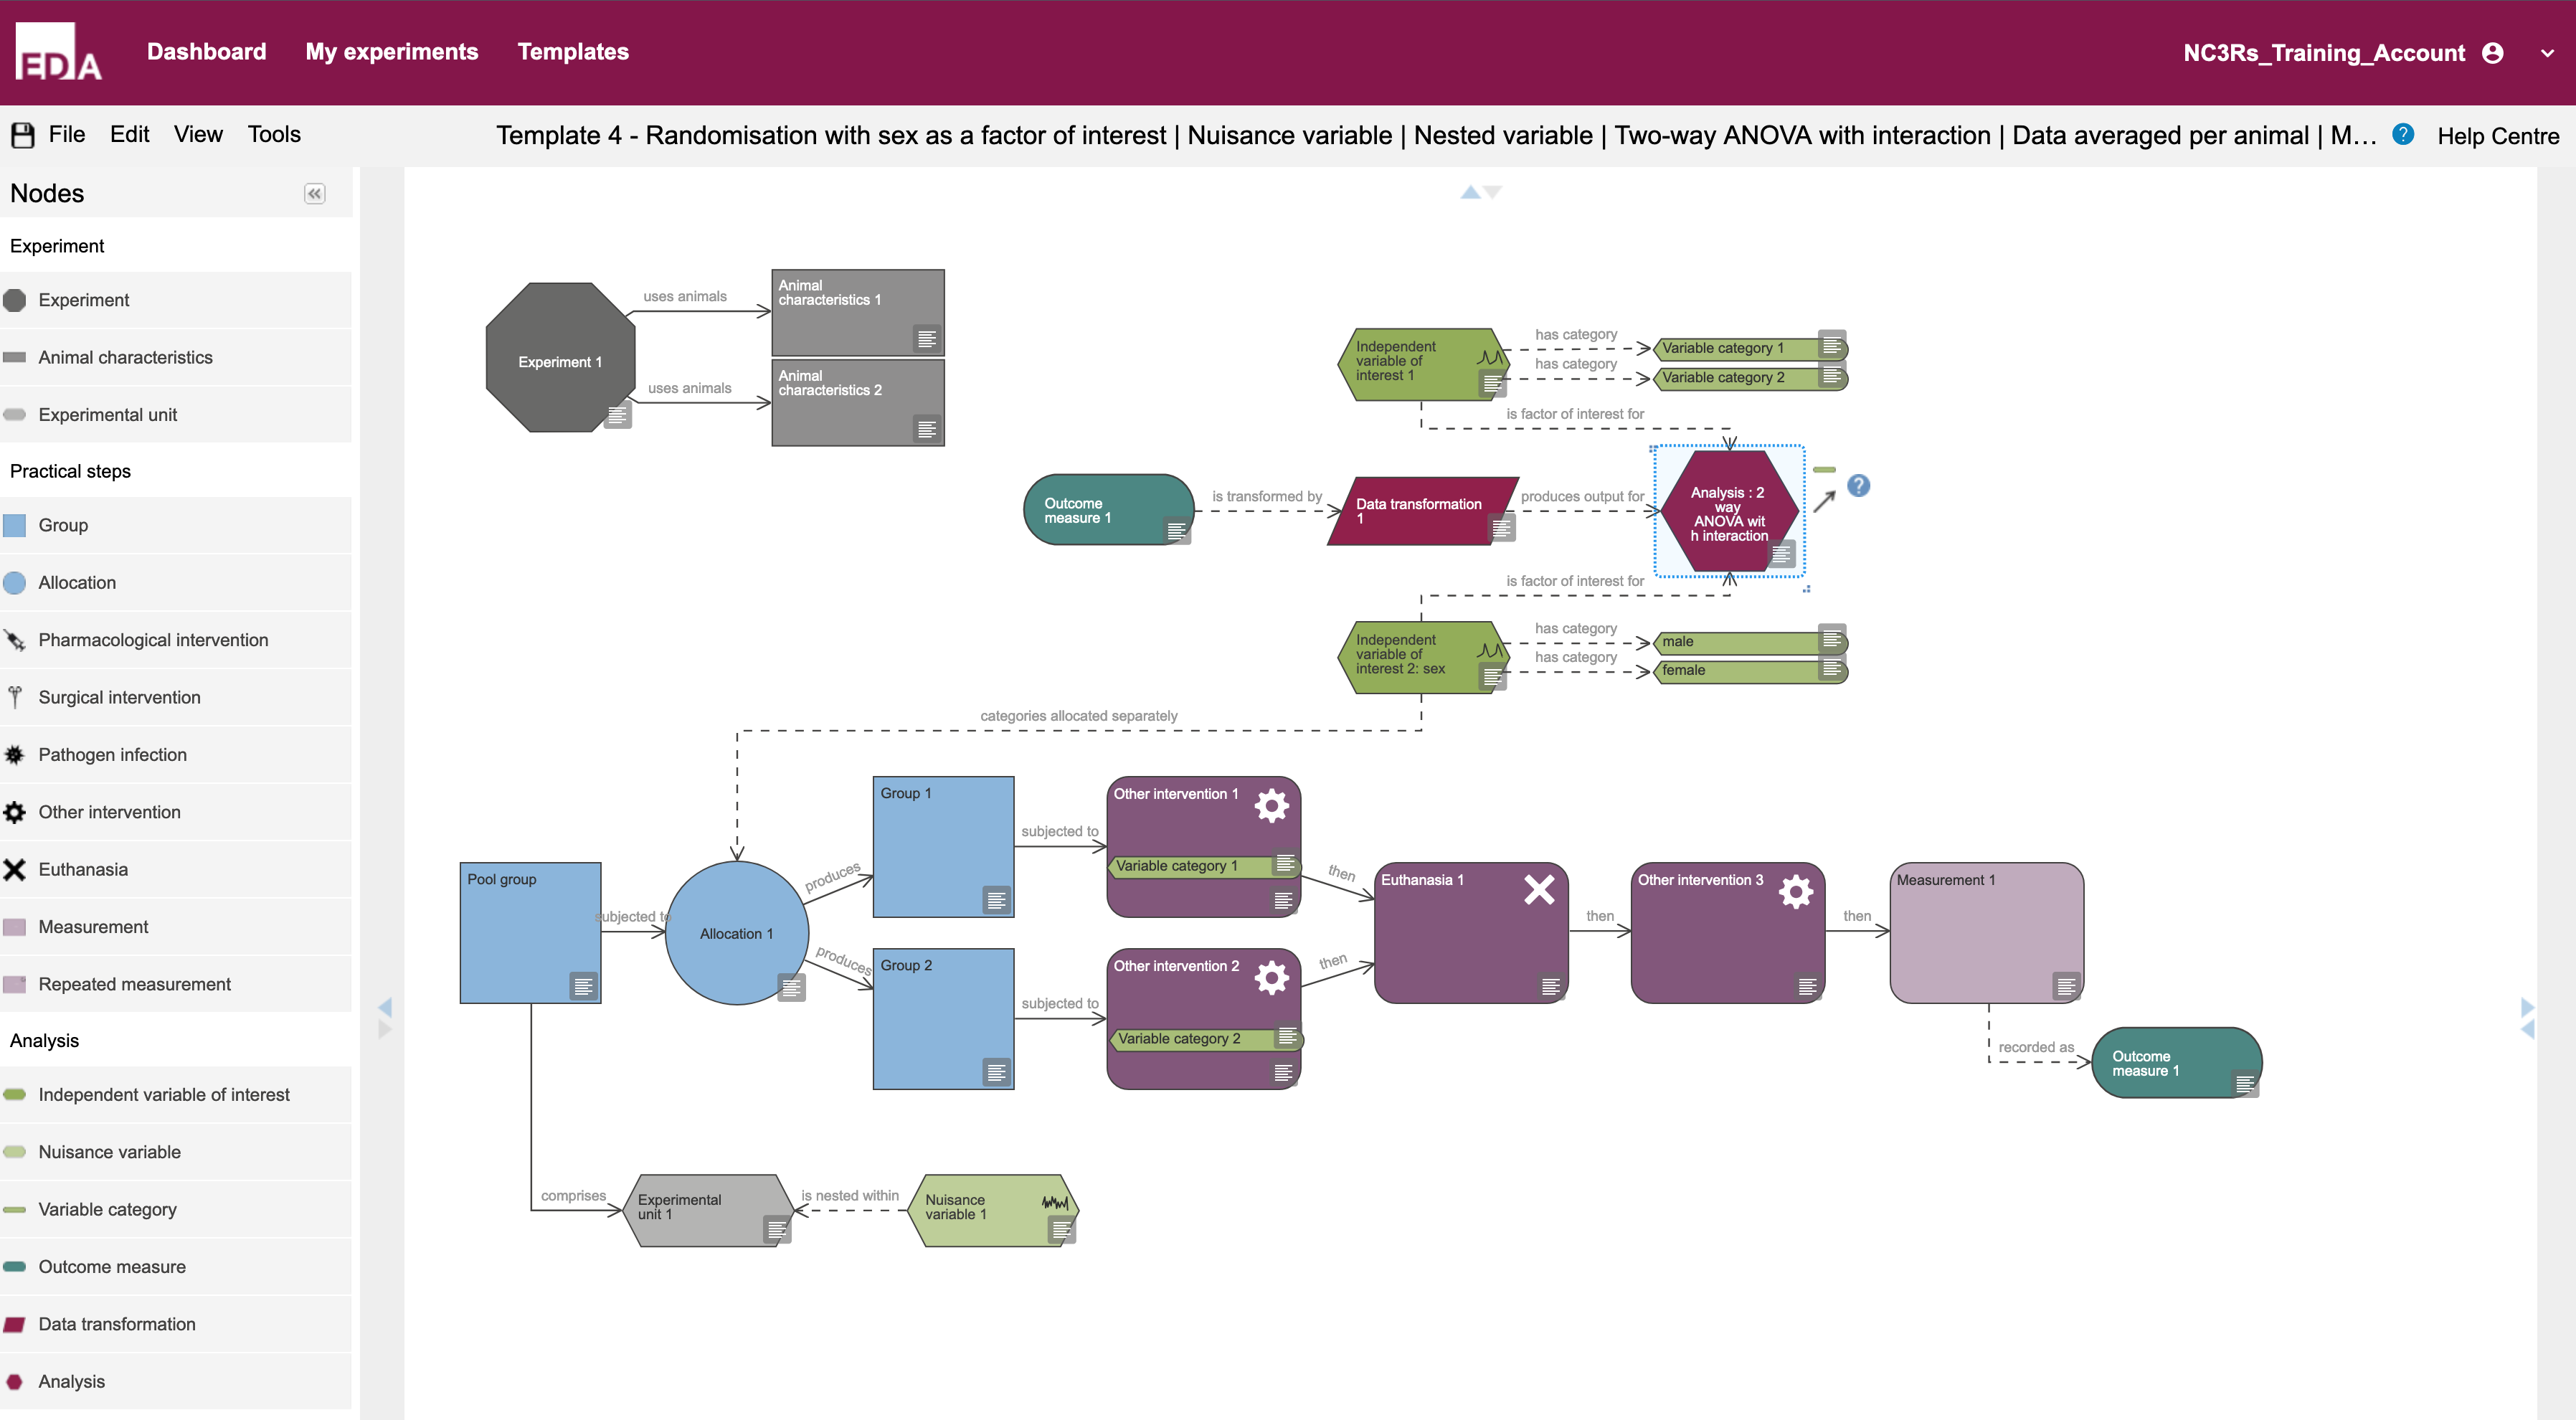 EDA
Dashboard
My experiments
Templates
NC3Rs_Training_Account
File
Edit
View
Tools
Template 4 - Randomisation with sex as a factor of interest | Nuisance variable | Nested variable | Two-way ANOVA with interaction | Data averaged per animal | M...
?
Help Centre
Nodes
Experiment
Experiment
Animal characteristics
Experimental unit
Practical steps
Group
Allocation
Pharmacological intervention
Surgical intervention
Pathogen infection
Other intervention
Euthanasia
Measurement
Repeated measurement
Analysis
Independent variable of interest
Nuisance variable
Variable category
Outcome measure
Data transformation
Analysis
Experiment 1
uses animals
Animal
characteristics 1
uses animals
Animal
characteristics 2
Independent
variable of
interest 1
has category
Variable category 1
has category
Variable category 2
is factor of interest for
Outcome
measure 1
is transformed by
Data transformation
1
produces output for
Analysis : 2
way
ANOVA wit
h interaction
?
is factor of interest for
Independent
variable of
interest 2: sex
has category
male
has category
female
categories allocated separately
Pool group
subjected to
Allocation 1
produces
Group 1
subjected to
Other intervention 1
Variable category 1
then
produces
Group 2
subjected to
Other intervention 2
Variable category 2
then
Euthanasia 1
then
Other intervention 3
then
Measurement 1
recorded as
Outcome
measure 1
comprises
Experimental
unit 1
is nested within
Nuisance
variable 1